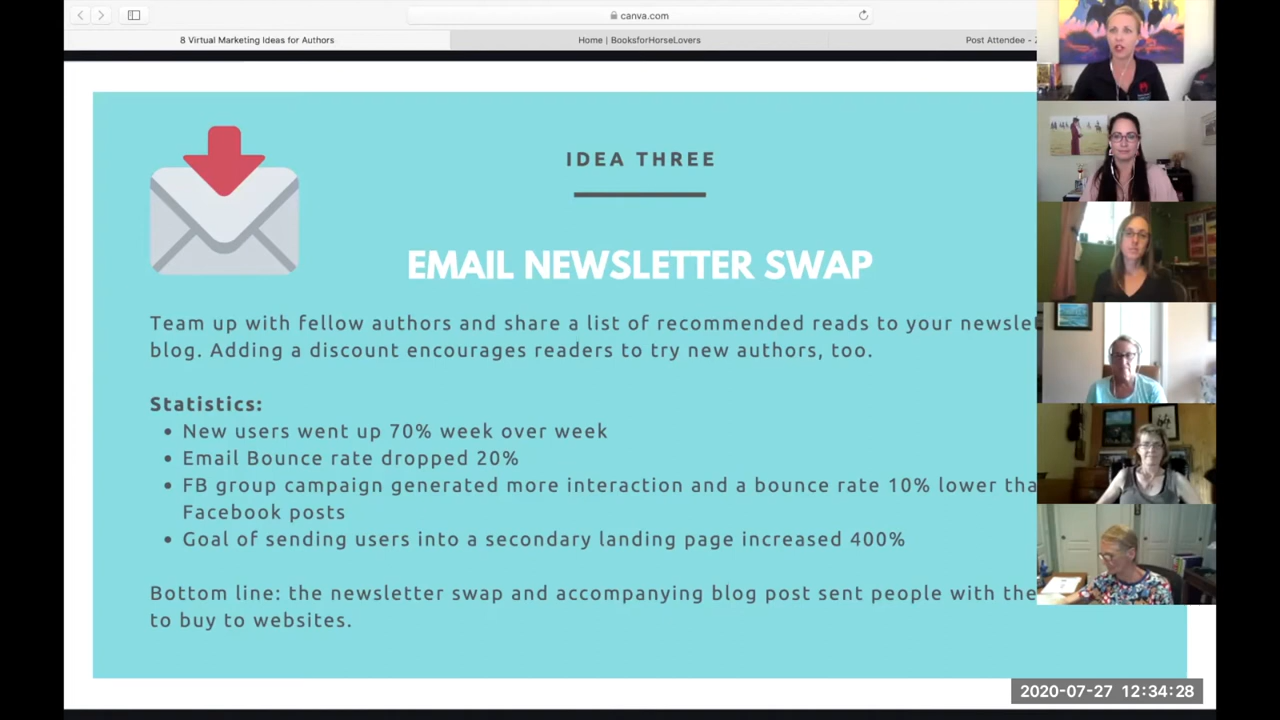 canva.com
8 Virtual Marketing Ideas for Authors
Home | BooksforHorseLovers
Post Attendee -
IDEA THREE
EMAIL NEWSLETTER SWAP
Team up with fellow authors and share a list of recommended reads to your newslet
blog. Adding a discount encourages readers to try new authors, too.
Statistics:
• New users went up 70% week over week
• Email Bounce rate dropped 20%
• FB group campaign generated more interaction and a bounce rate 10% lower tha
Facebook posts
• Goal of sending users into a secondary landing page increased 400%
Bottom line: the newsletter swap and accompanying blog post sent people with the
to buy to websites.
2020-07-27 12:34:28